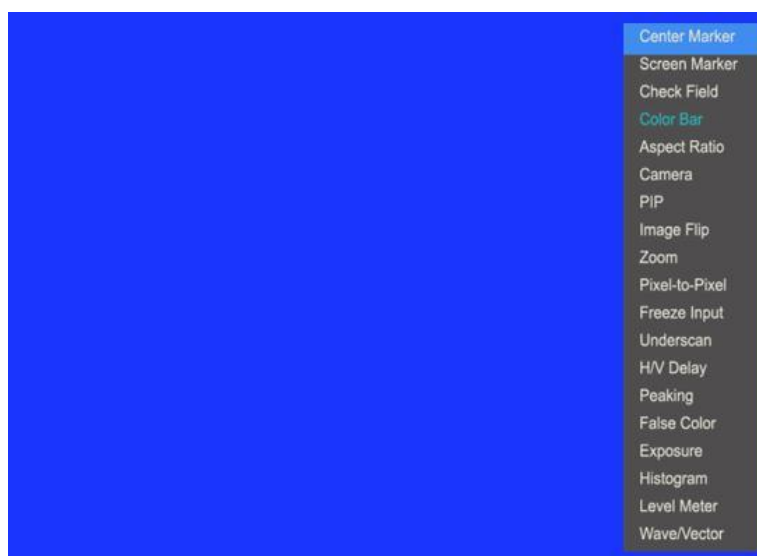 Center Marker
Screen Marker
Check Field
Color Bar
Aspect Ratio
Camera
PIP
Image Flip
Zoom
Pixel-to-Pixel
Freeze Input
Underscan
H/V Delay
Peaking
False Color
Exposure
Histogram
Level Meter
Wave/Vector